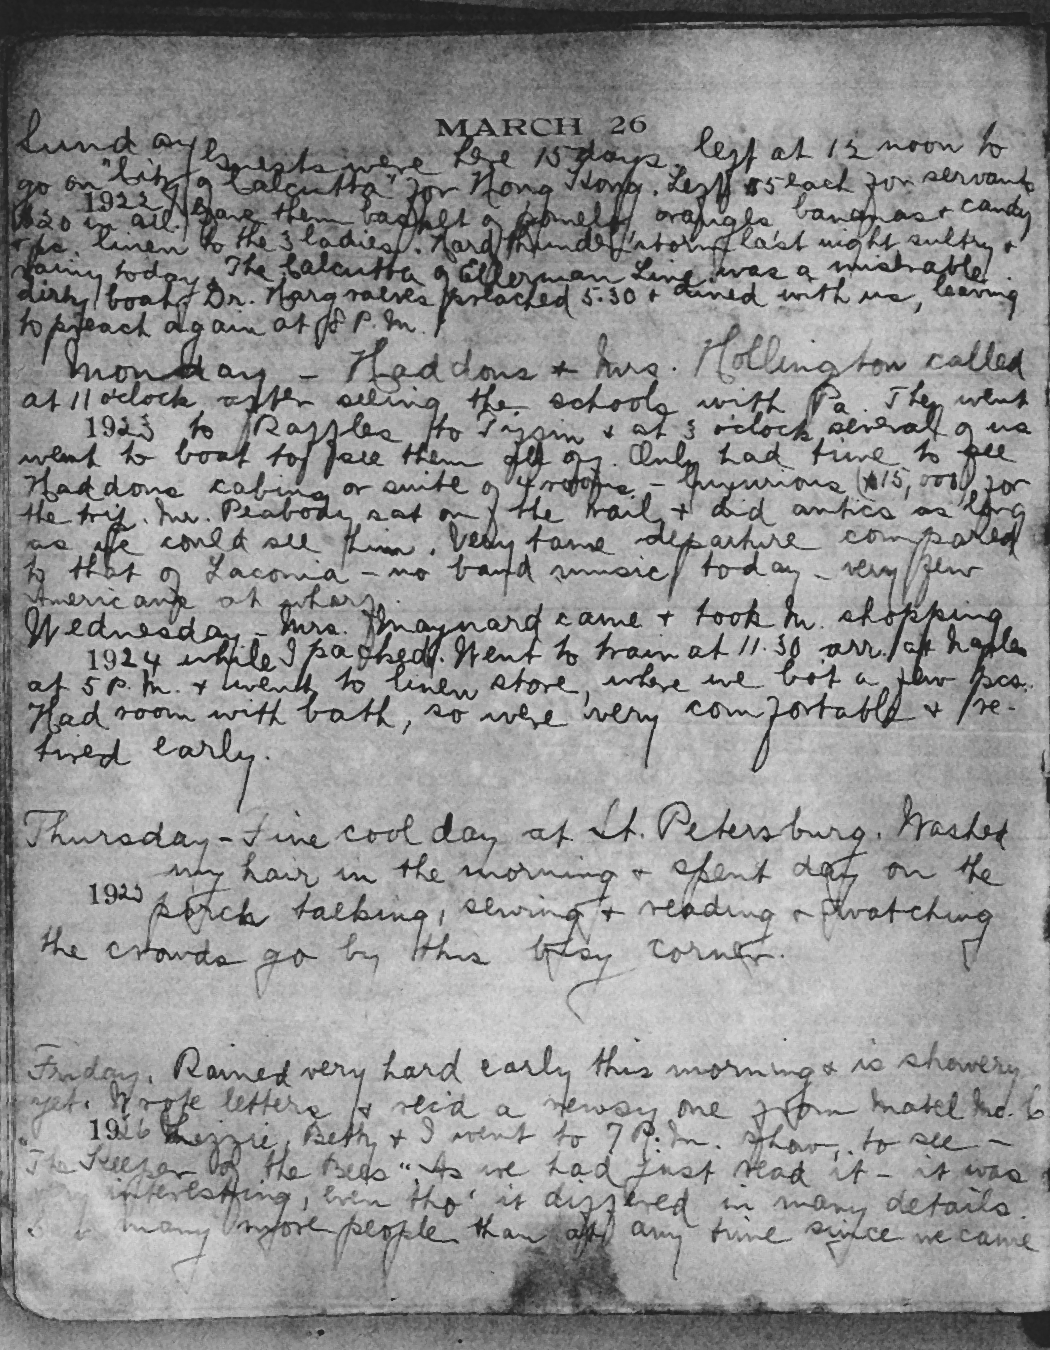 MARCH 26
Sunday Guests were here 15 days, left at 12 noon to
go on "City of Calcutta" for Hong Kong. Left $5 each for servants
1922 $20 in all. Gave them basket of pomelo oranges bananas + candy
+ pc. linen to the 3 ladies. Hard thunder storm last night sultry +
rainy today. The Calcutta of Ellerman Line was a miserable
dirty boat. Dr. Hargraeves preached 5.30 + dined with us, leaving
to preach again at 8 P.M.
Monday - Haddons + Mrs. Hollington called
at 11 oclock after seeing the schools with Pa. They went
1923 to Raffles to Tiffin + at 3 o'clock several of us
went to boat to see them all off. Only had time to see
Haddons cabins or suite of 4 rooms - luxurious ($15,000) for
the trip. Mr. Peabody sat on the rail + did antics as long
as we could see him. Very tame departure compared
to that of Laconia - no band music today - very few
Americans at wharf.
Wednesday - Mrs. Maynard came + took M. shopping
1924 while I packed. Went to train at 11.30 arr. at Naples
at 5 P.M. + went to linen store, where we bot a few pcs.
Had room with bath, so were very comfortable + re-
tired early.
Thursday - Fine cool day at St. Petersburg. Washed
my hair in the morning + spent day on the
1925 porch talking, sewing + reading + watching
the crowds go by this busy corner.
Friday. Rained very hard early this morning + is showery
yet. Wrote letters + rec'd a newsy one from Mabel Mc.
1926 Lizzie, Betty + I went to 7 P.M. show, to see -
"The Keeper of the Bees". As we had just read it - it was
very interesting, even tho' it differed in many details.
many more people than at any time since we came